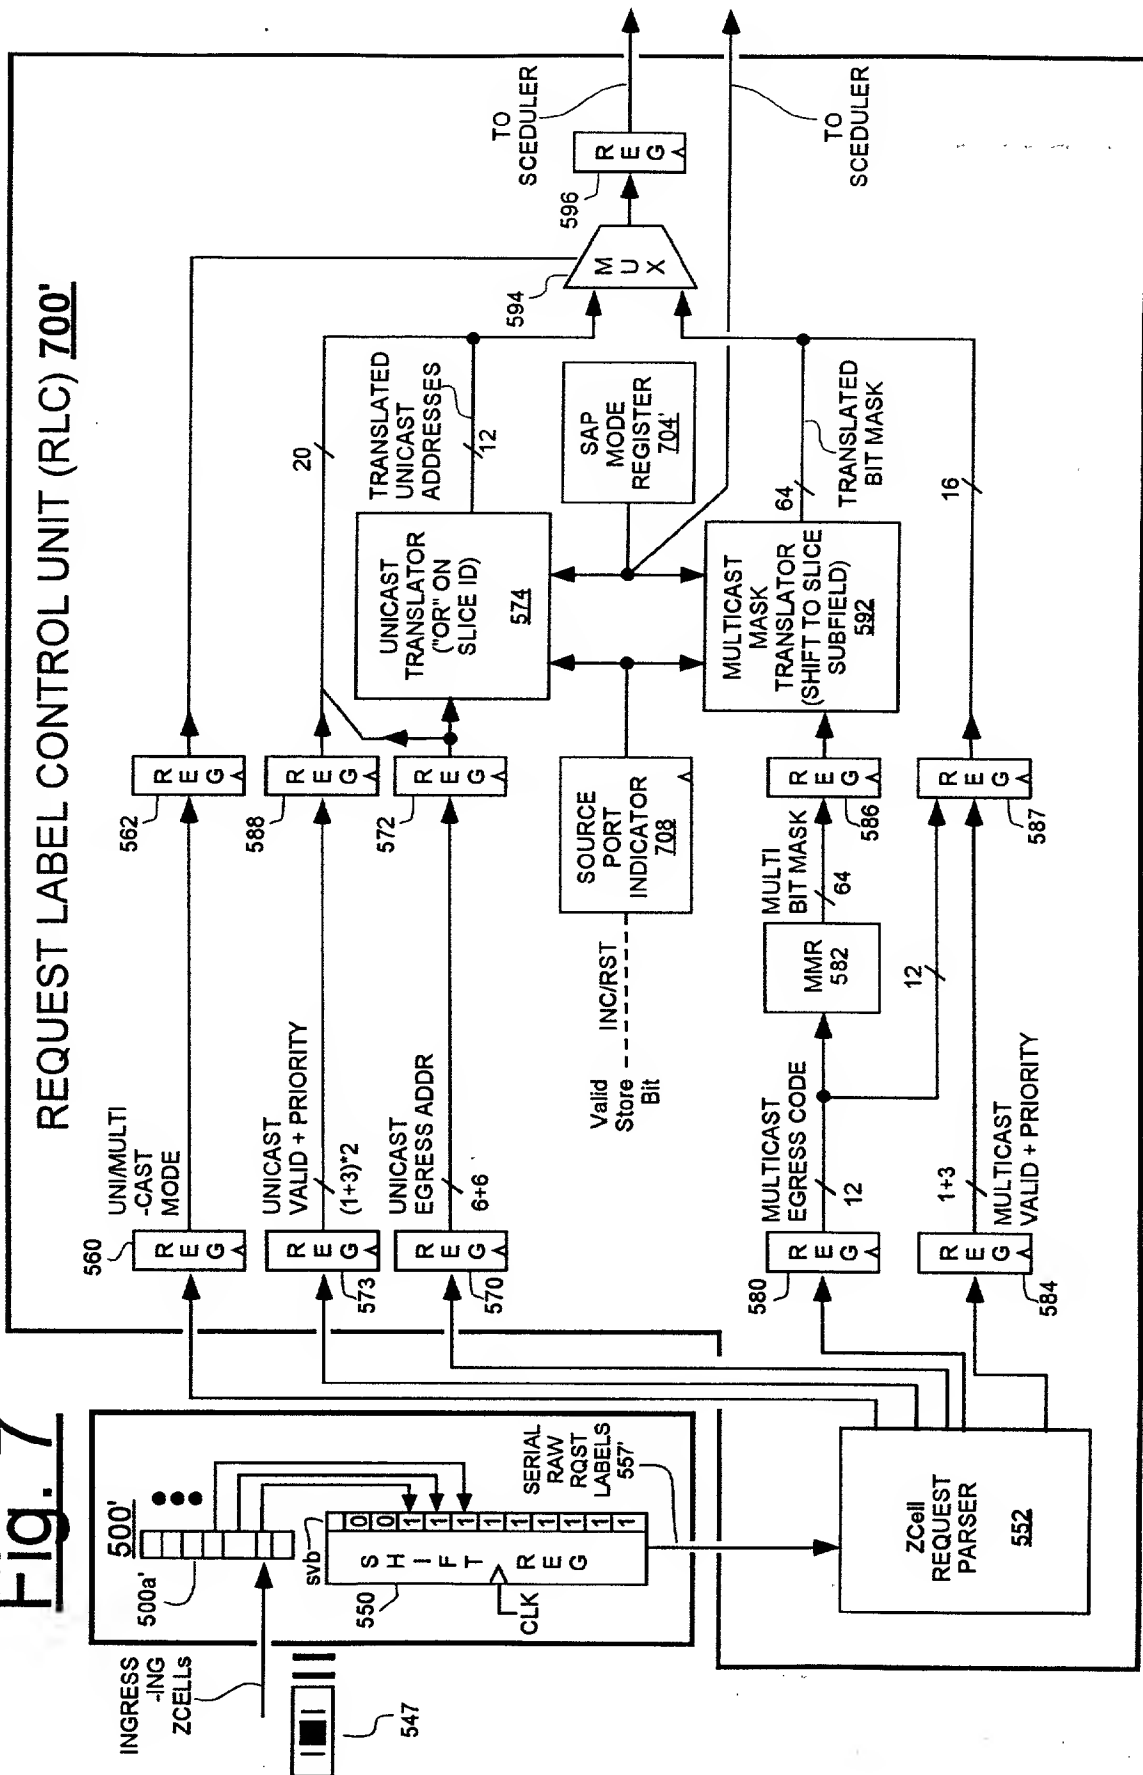 Fig. 7
REQUEST LABEL CONTROL UNIT (RLC) 700'
INGRESS
-ING
ZCELLs
547
500'
500a'
svb
550
SHIFT REG
0
0
1
1
1
1
1
1
1
1
1
CLK
SERIAL
RAW
RQST
LABELS
557'
ZCell
REQUEST
PARSER
552
560
REG
UNI/MULTI
-CAST
MODE
562
REG
573
REG
UNICAST
VALID + PRIORITY
(1+3)*2
588
REG
570
REG
UNICAST
EGRESS ADDR
6+6
572
REG
20
UNICAST
TRANSLATOR
("OR" ON
SLICE ID)
574
TRANSLATED
UNICAST
ADDRESSES
12
Valid
Store
Bit
INC/RST
SOURCE
PORT
INDICATOR
708
SAP
MODE
REGISTER
704'
580
REG
MULTICAST
EGRESS CODE
12
MMR
582
MULTI
BIT MASK
64
REG
586
MULTICAST
MASK
TRANSLATOR
(SHIFT TO SLICE
SUBFIELD)
592
64
TRANSLATED
BIT MASK
584
REG
1+3
MULTICAST
VALID + PRIORITY
12
REG
587
16
594
MUX
596
REG
TO
SCEDULER
TO
SCEDULER